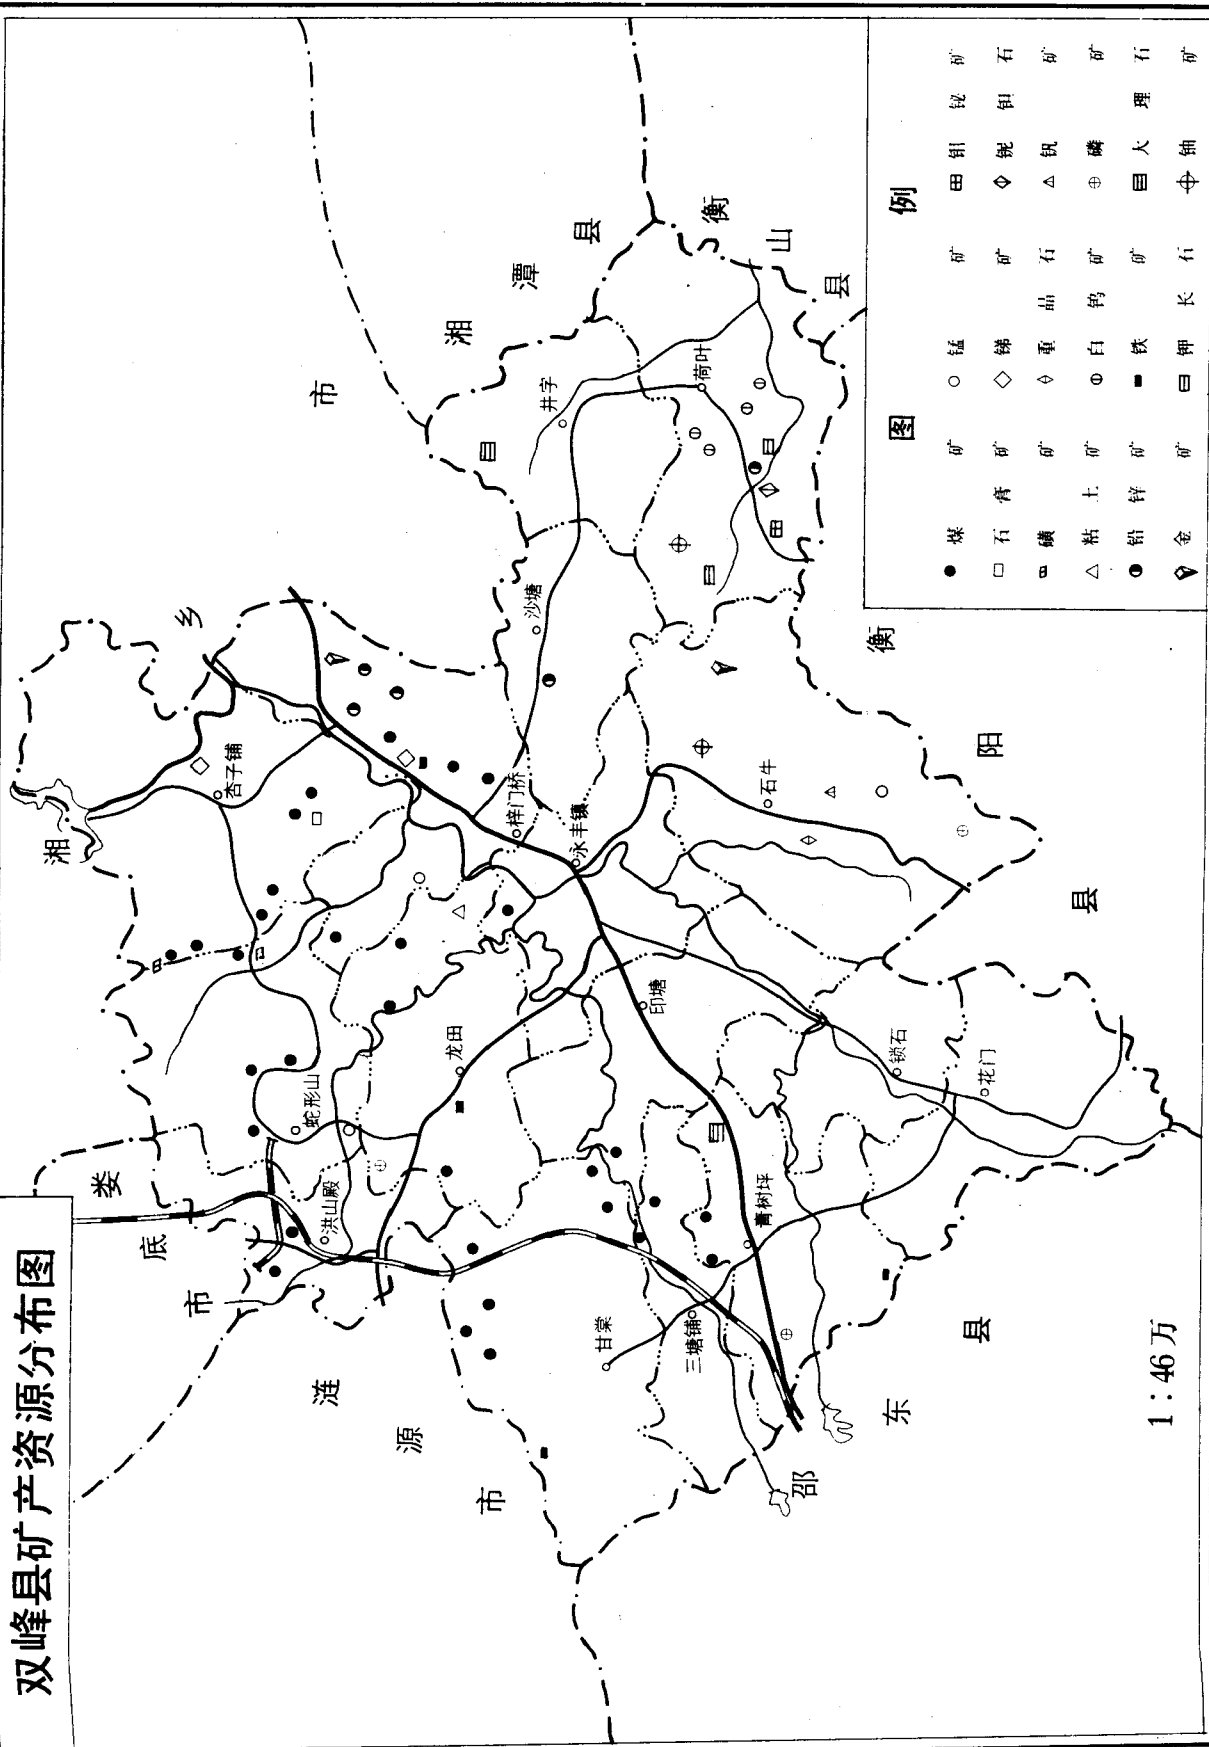 双峰县矿产资源分布图
湘乡市
湘潭县
衡山县
衡阳县
邵东县
涟源市
娄底市
杏子铺
井字
荷叶
沙塘
梓门桥
永丰镇
石牛
蛇形山
洪山殿
龙田
印塘
锁石
花门
青树坪
甘棠
三塘铺
图例
煤矿 锰矿 钼铋矿
石膏矿 锑矿 铌钽石
磺矿 重晶石 钒矿
粘土矿 白钨矿 磷矿
铅锌矿 铁矿 大理石
金矿 钾长石 铀矿
1:46万